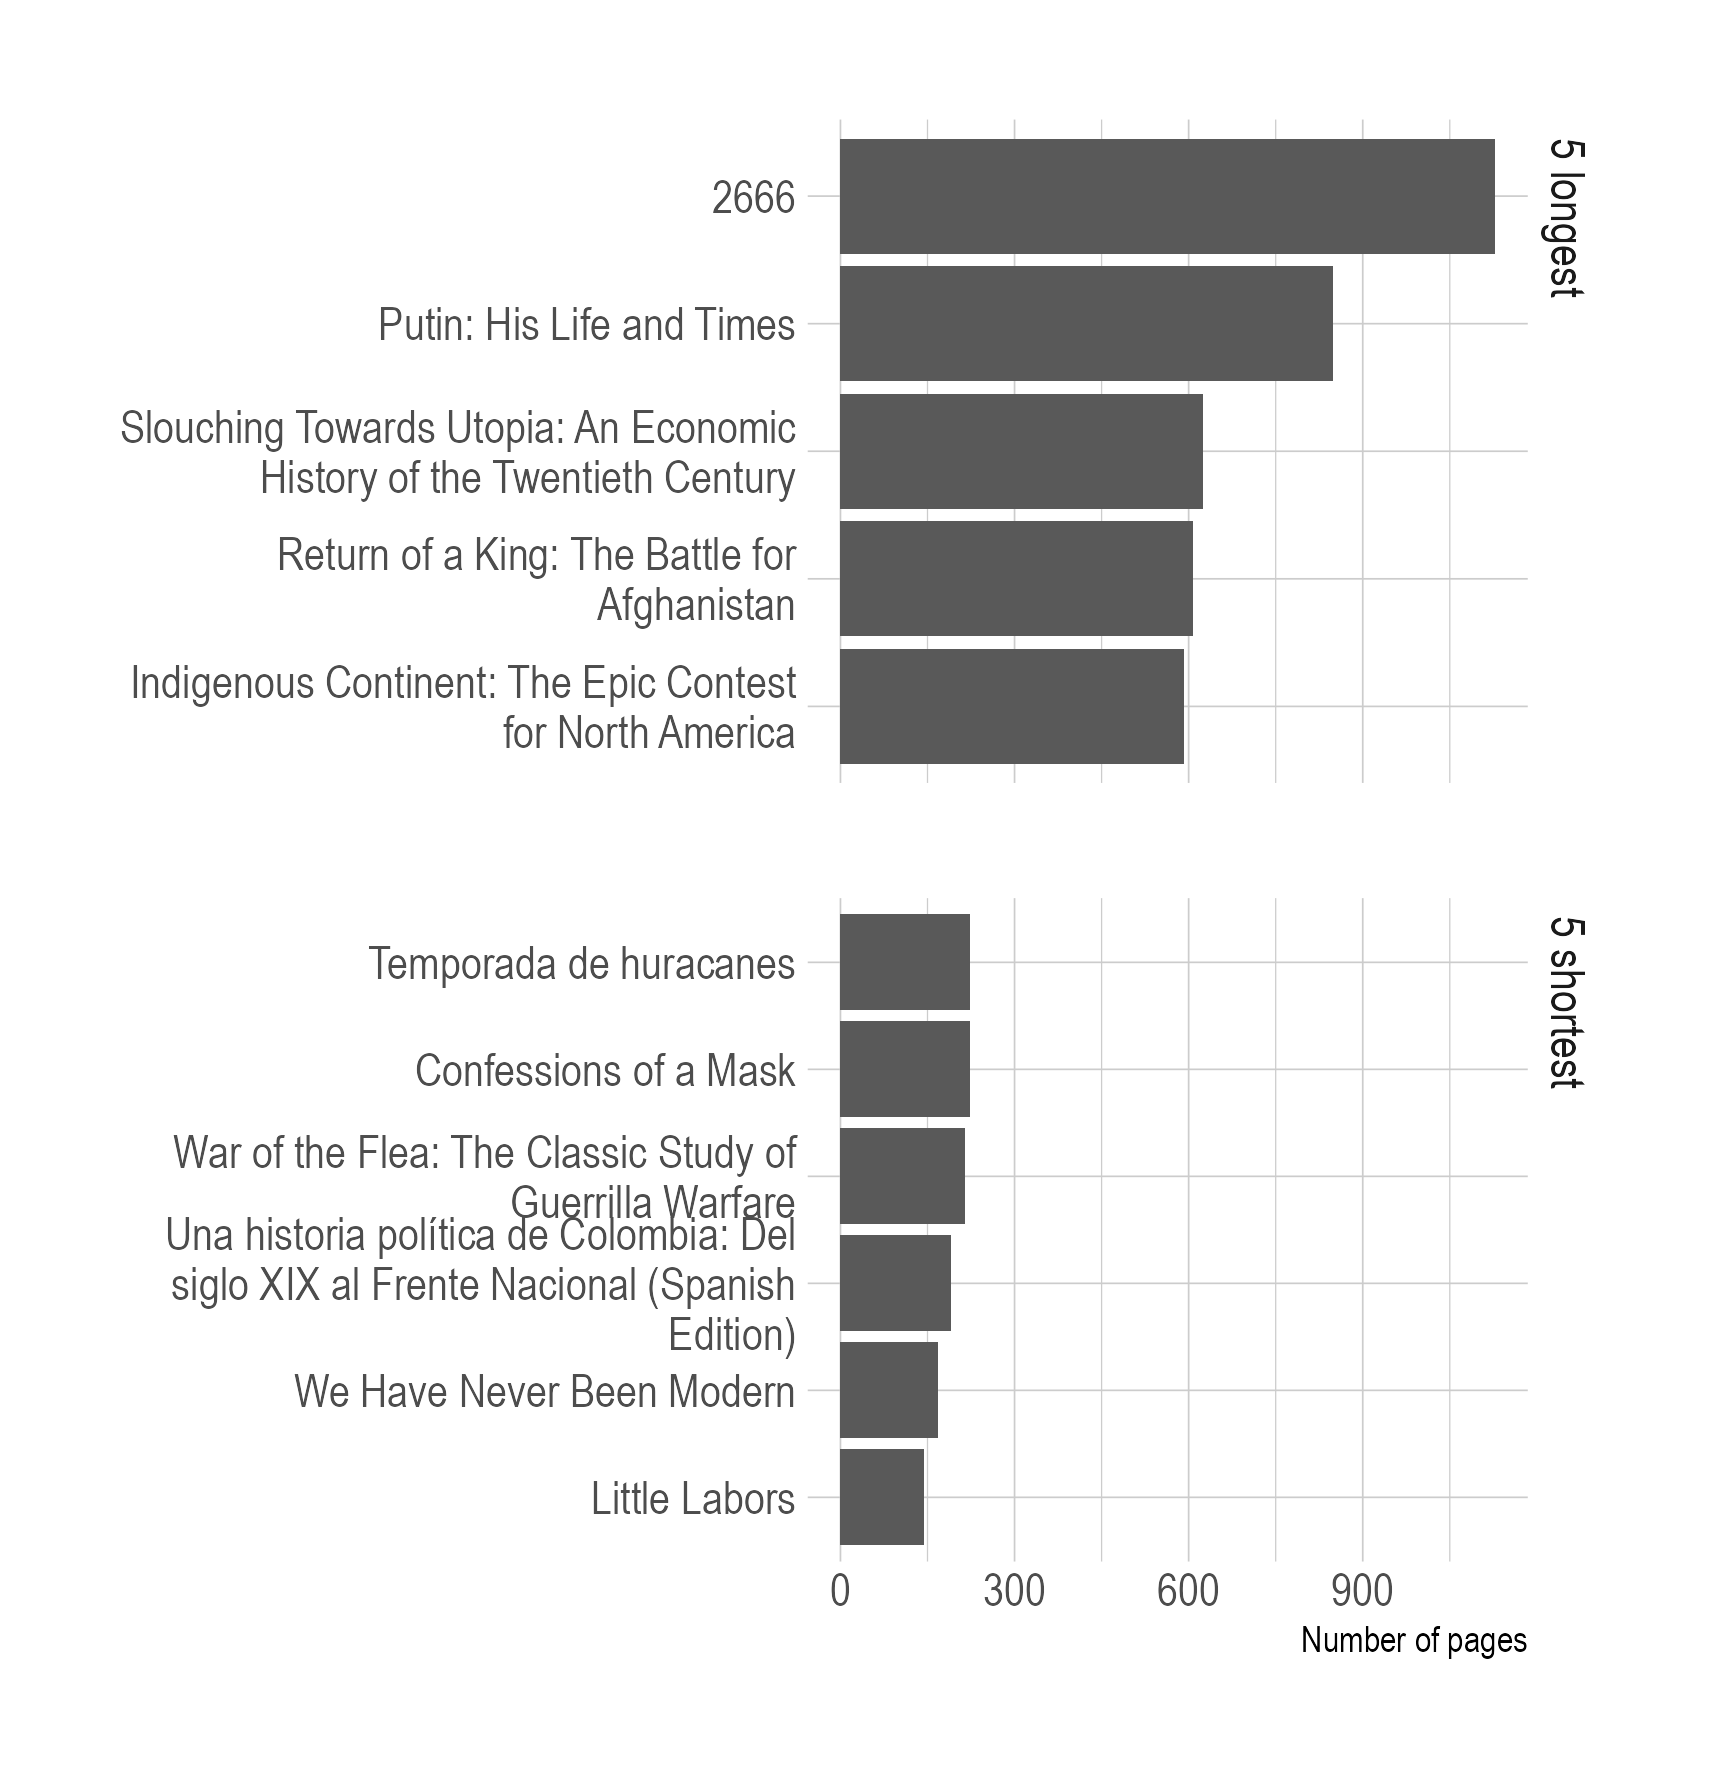 5 longest
2666
Putin: His Life and Times
Slouching Towards Utopia: An Economic
History of the Twentieth Century
Return of a King: The Battle for
Afghanistan
Indigenous Continent: The Epic Contest
for North America
5 shortest
Temporada de huracanes
Confessions of a Mask
War of the Flea: The Classic Study of
Guerrilla Warfare
Una historia política de Colombia: Del
siglo XIX al Frente Nacional (Spanish
Edition)
We Have Never Been Modern
Little Labors
0 300 600 900
Number of pages